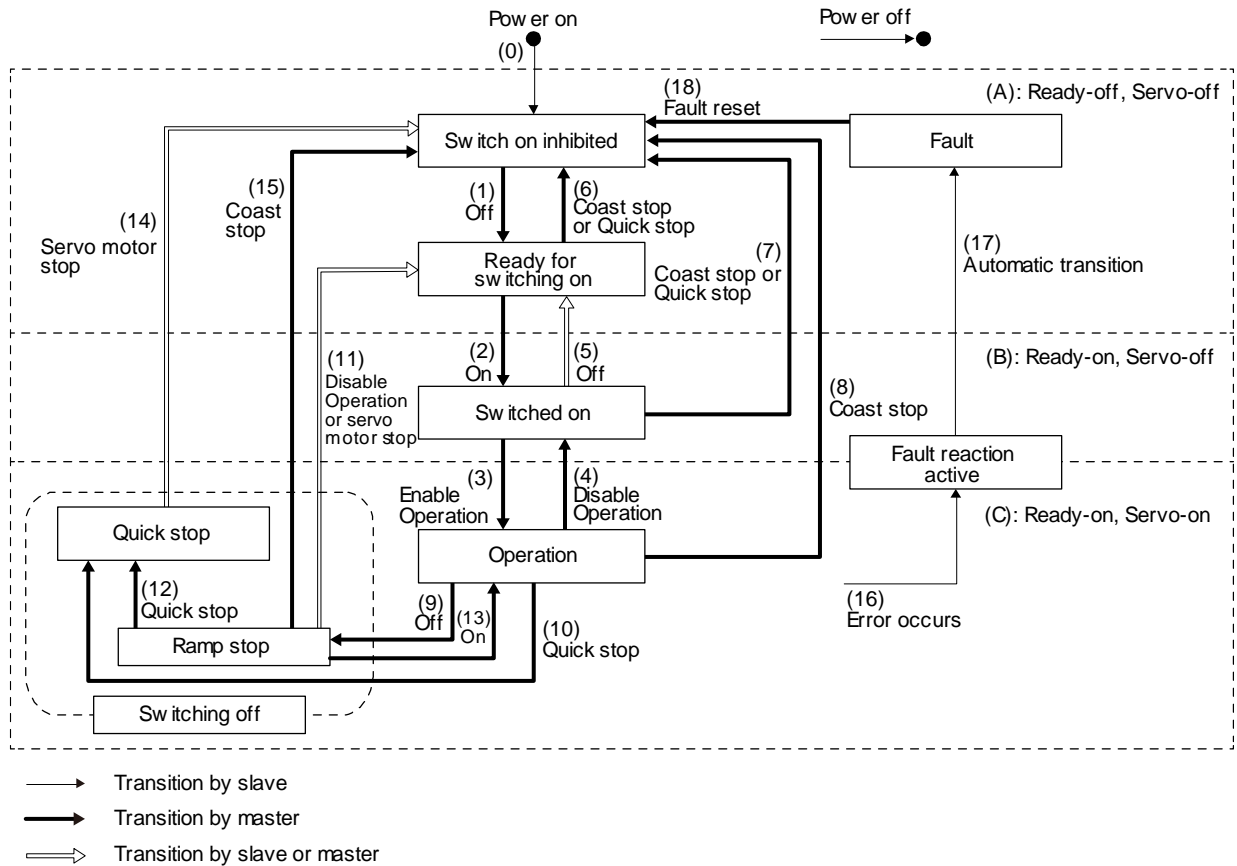 Power on
Power off
(0)
(A): Ready-off, Servo-off
(18)
Fault reset
Switch on inhibited
Fault
(14)
Servo motor
stop
(15)
Coast
stop
(1)
Off
(6)
Coast stop
or Quick stop
(7)
Coast stop or
Quick stop
(17)
Automatic transition
Ready for
switching on
(B): Ready-on, Servo-off
(11)
Disable
Operation
or servo
motor stop
(2)
On
(5)
Off
(8)
Coast stop
Switched on
Fault reaction
active
(3)
Enable
Operation
(4)
Disable
Operation
(C): Ready-on, Servo-on
Quick stop
Operation
(12)
Quick stop
(9)
Off
(13)
On
(10)
Quick stop
(16)
Error occurs
Ramp stop
Switching off
Transition by slave
Transition by master
Transition by slave or master